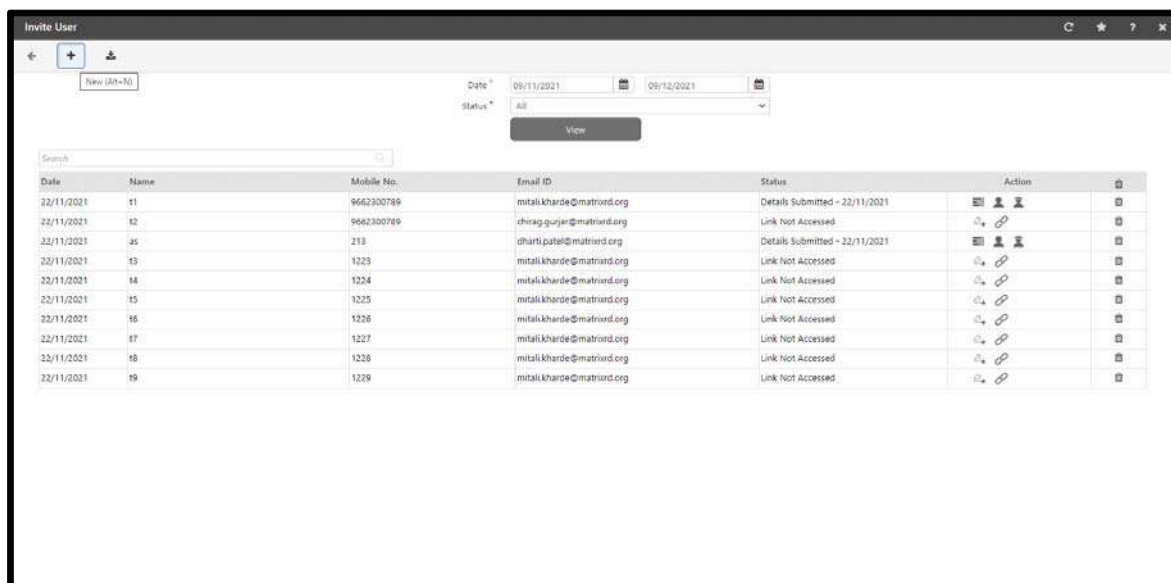 Invite User
?
New (Alt+N)
Date * 09/11/2021 09/12/2021
Status * All
View
Search
Date Name Mobile No. Email ID Status Action
22/11/2021 t1 9662300789 mitali.kharde@matrixrd.org Details Submitted - 22/11/2021
22/11/2021 t2 9662300789 chirag.gurjar@matrixrd.org Link Not Accessed
22/11/2021 as 213 dharti.patel@matrixrd.org Details Submitted - 22/11/2021
22/11/2021 t3 1223 mitali.kharde@matrixrd.org Link Not Accessed
22/11/2021 t4 1224 mitali.kharde@matrixrd.org Link Not Accessed
22/11/2021 t5 1225 mitali.kharde@matrixrd.org Link Not Accessed
22/11/2021 t6 1226 mitali.kharde@matrixrd.org Link Not Accessed
22/11/2021 t7 1227 mitali.kharde@matrixrd.org Link Not Accessed
22/11/2021 t8 1228 mitali.kharde@matrixrd.org Link Not Accessed
22/11/2021 t9 1229 mitali.kharde@matrixrd.org Link Not Accessed